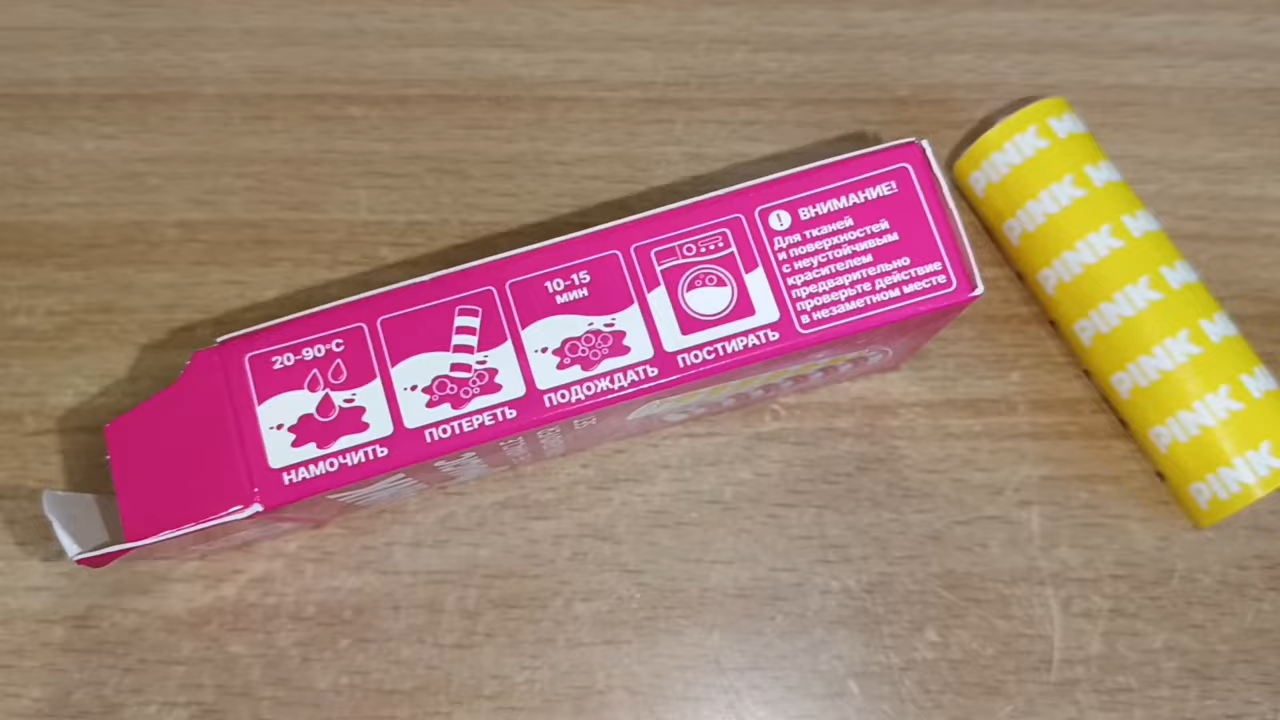 20-90°C
НАМОЧИТЬ
ПОТЕРЕТЬ
10-15
МИН
ПОДОЖДАТЬ
ПОСТИРАТЬ
! ВНИМАНИЕ!
Для тканей
и поверхностей
с неустойчивым
красителем
предварительно
проверьте действие
в незаметном месте
PINK
PINK
PINK
PINK
PINK
PINK
PINK